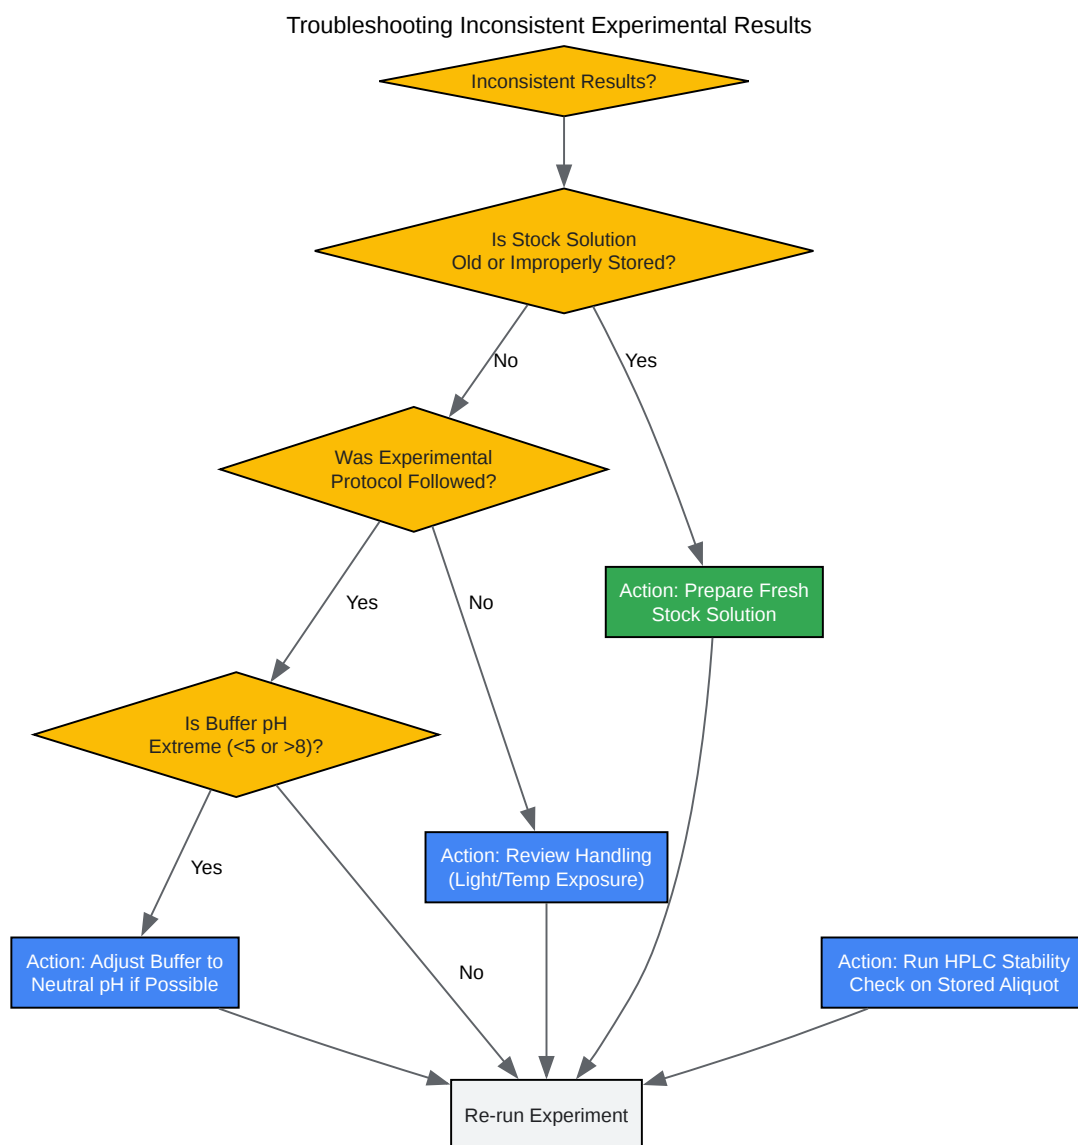 Troubleshooting Inconsistent Experimental Results
Inconsistent Results?
Is Stock Solution
Old or Improperly Stored?
No
Yes
Was Experimental
Protocol Followed?
Action: Prepare Fresh
Stock Solution
Yes
No
Is Buffer pH
Extreme (<5 or >8)?
Action: Review Handling
(Light/Temp Exposure)
Yes
No
Action: Adjust Buffer to
Neutral pH if Possible
Action: Run HPLC Stability
Check on Stored Aliquot
Re-run Experiment